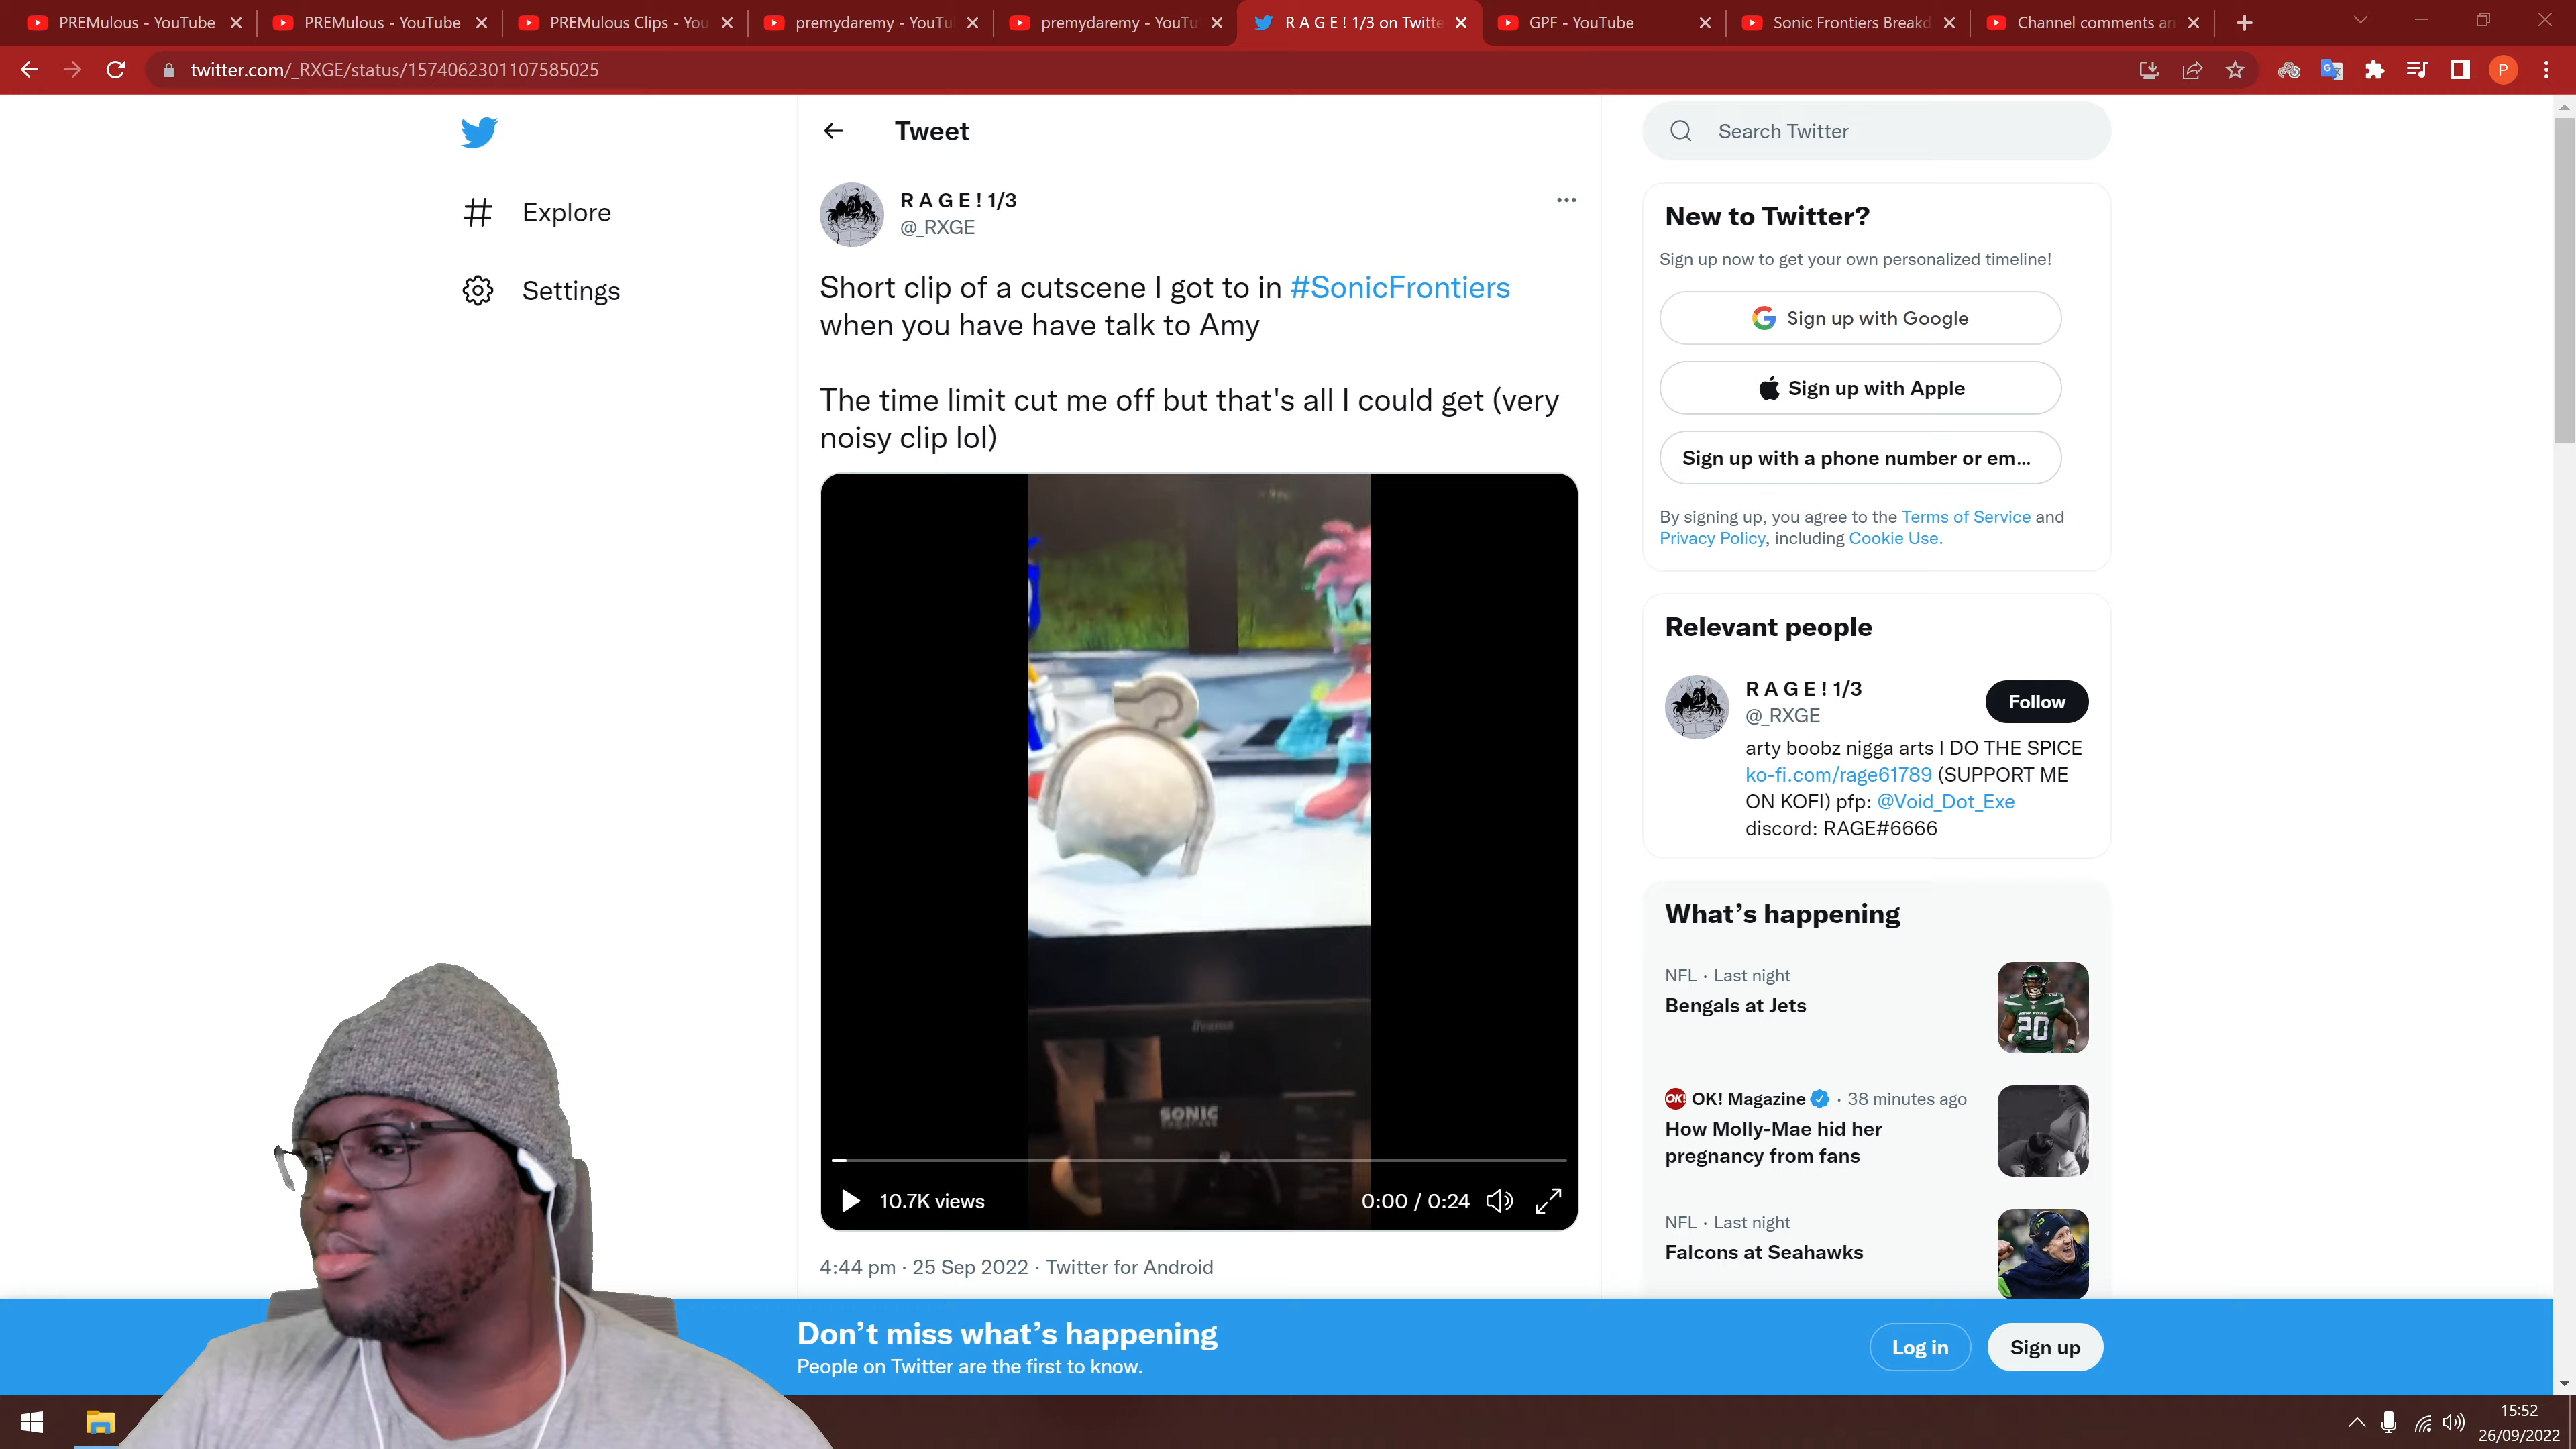 PREMulous - YouTube
PREMulous - YouTube
PREMulous Clips - You
premydaremy - YouTu
premydaremy - YouTu
R A G E ! 1/3 on Twitte
GPF - YouTube
Sonic Frontiers Breakd
Channel comments an
twitter.com/_RXGE/status/1574062301107585025
P
Explore
Settings
Tweet
R A G E ! 1/3
@_RXGE
Short clip of a cutscene I got to in #SonicFrontiers
when you have have talk to Amy
The time limit cut me off but that's all I could get (very
noisy clip lol)
iiyama
SONIC
FRONTIERS
10.7K views
0:00 / 0:24
4:44 pm · 25 Sep 2022 · Twitter for Android
Search Twitter
New to Twitter?
Sign up now to get your own personalized timeline!
Sign up with Google
Sign up with Apple
Sign up with a phone number or em...
By signing up, you agree to the Terms of Service and
Privacy Policy, including Cookie Use.
Relevant people
R A G E ! 1/3
@_RXGE
Follow
arty boobz nigga arts I DO THE SPICE
ko-fi.com/rage61789 (SUPPORT ME
ON KOFI) pfp: @Void_Dot_Exe
discord: RAGE#6666
What's happening
NFL · Last night
Bengals at Jets
NEW YORK
20
OK! OK! Magazine · 38 minutes ago
How Molly-Mae hid her
pregnancy from fans
NFL · Last night
Falcons at Seahawks
Don't miss what's happening
People on Twitter are the first to know.
Log in
Sign up
15:52
26/09/2022